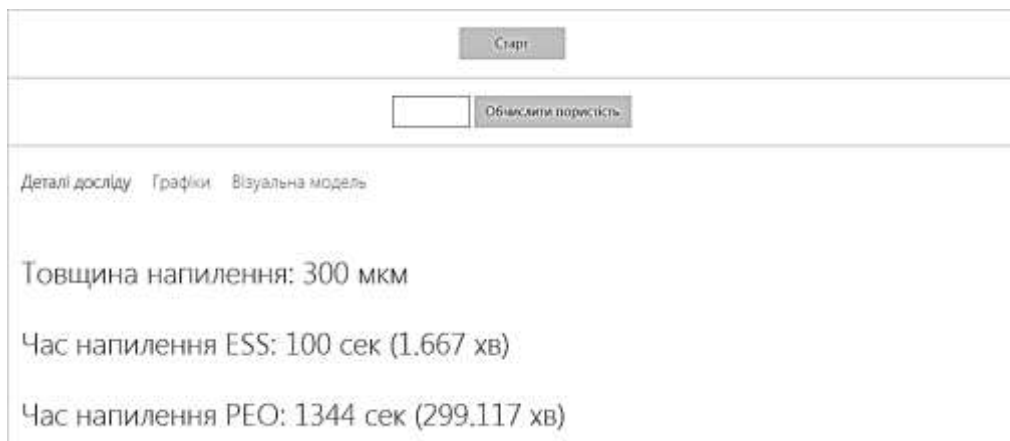 Старт
Обчислити пористість
Деталі досліду Графіки Візуальна модель
Товщина напилення: 300 мкм
Час напилення ESS: 100 сек (1.667 хв)
Час напилення PEO: 1344 сек (299.117 хв)